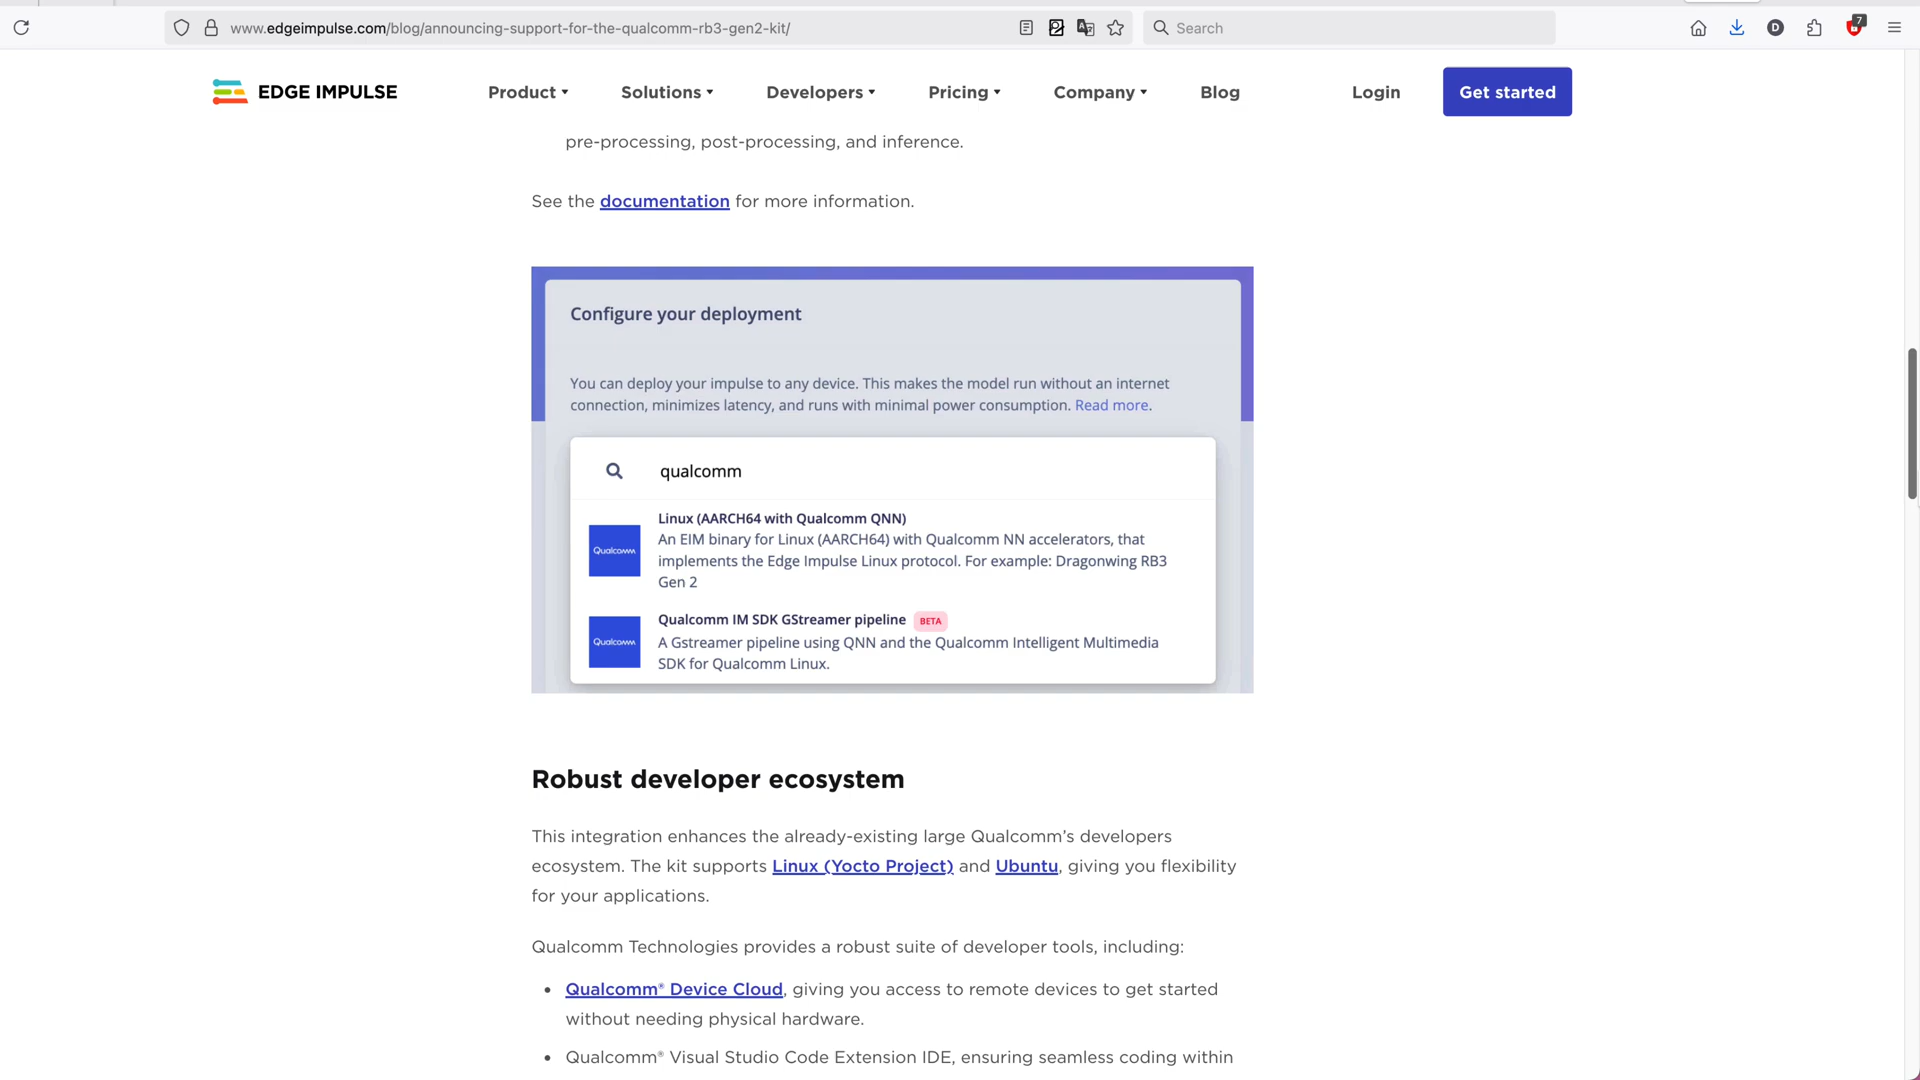 www.edgeimpulse.com/blog/announcing-support-for-the-qualcomm-rb3-gen2-kit/
Search
D
7
EDGE IMPULSE
Product
Solutions
Developers
Pricing
Company
Blog
Login
Get started
pre-processing, post-processing, and inference.
See the documentation for more information.
Configure your deployment
You can deploy your impulse to any device. This makes the model run without an internet
connection, minimizes latency, and runs with minimal power consumption. Read more.
qualcomm
Linux (AARCH64 with Qualcomm QNN)
Qualcomm
An EIM binary for Linux (AARCH64) with Qualcomm NN accelerators, that
implements the Edge Impulse Linux protocol. For example: Dragonwing RB3
Gen 2
Qualcomm IM SDK GStreamer pipeline BETA
Qualcomm
A Gstreamer pipeline using QNN and the Qualcomm Intelligent Multimedia
SDK for Qualcomm Linux.
Robust developer ecosystem
This integration enhances the already-existing large Qualcomm’s developers
ecosystem. The kit supports Linux (Yocto Project) and Ubuntu, giving you flexibility
for your applications.
Qualcomm Technologies provides a robust suite of developer tools, including:
• Qualcomm® Device Cloud, giving you access to remote devices to get started
without needing physical hardware.
• Qualcomm® Visual Studio Code Extension IDE, ensuring seamless coding within